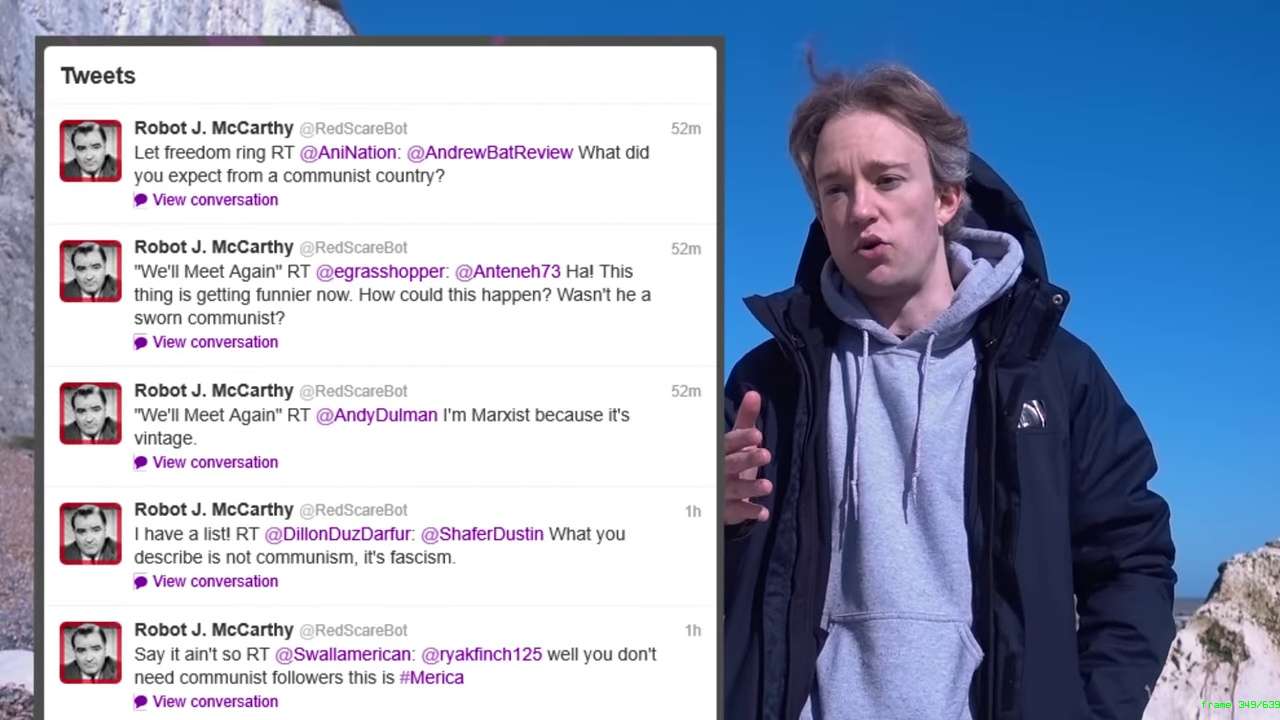 Tweets
Robot J. McCarthy @RedScareBot 52m
Let freedom ring RT @AniNation: @AndrewBatReview What did
you expect from a communist country?
View conversation
Robot J. McCarthy @RedScareBot 52m
"We'll Meet Again" RT @egrasshopper: @Anteneh73 Ha! This
thing is getting funnier now. How could this happen? Wasn't he a
sworn communist?
View conversation
Robot J. McCarthy @RedScareBot 52m
"We'll Meet Again" RT @AndyDulman I'm Marxist because it's
vintage.
View conversation
Robot J. McCarthy @RedScareBot 1h
I have a list! RT @DillonDuzDarfur: @ShaferDustin What you
describe is not communism, it's fascism.
View conversation
Robot J. McCarthy @RedScareBot 1h
Say it ain't so RT @Swallamerican: @ryakfinch125 well you don't
need communist followers this is #Merica
View conversation
frame 349/639